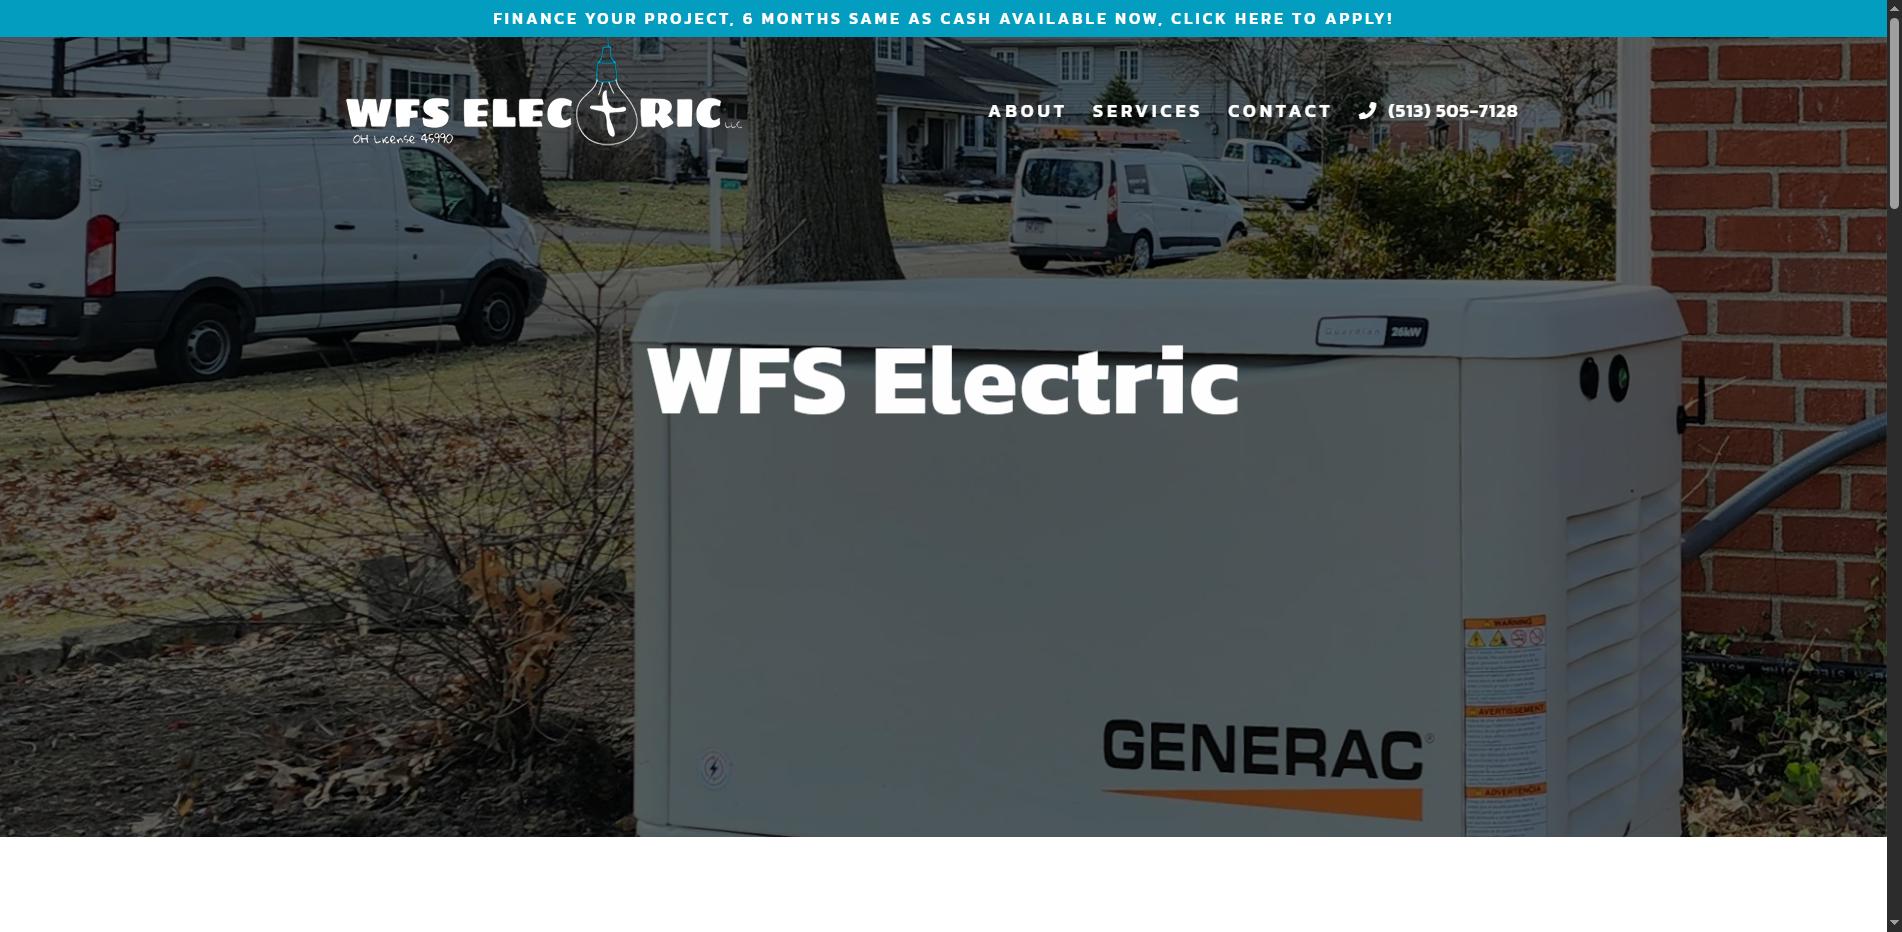 FINANCE YOUR PROJECT, 6 MONTHS SAME AS CASH AVAILABLE NOW, CLICK HERE TO APPLY!
WFS ELECTRIC LLC
OH License 45990
ABOUT SERVICES CONTACT (513) 505-7128
Guardian 26kW
WFS Electric
WARNING
AVERTISSEMENT
ADVERTENCIA
GENERAC®